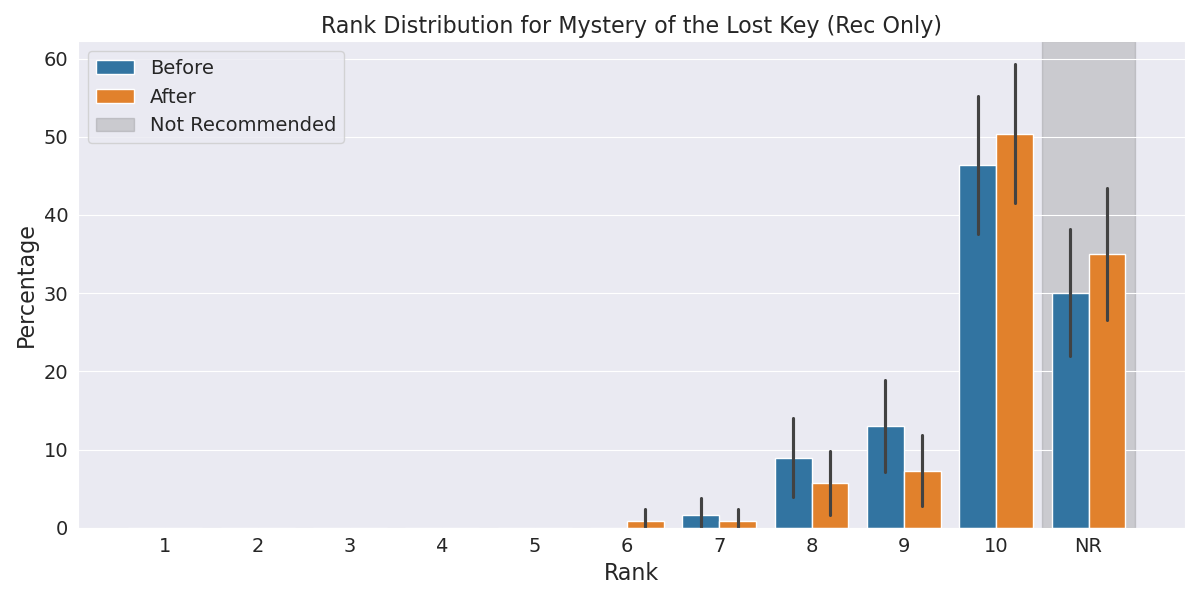 Rank Distribution for Mystery of the Lost Key (Rec Only)
Before
After
Not Recommended
Percentage
60
50
40
30
20
10
0
1 2 3 4 5 6 7 8 9 10 NR
Rank